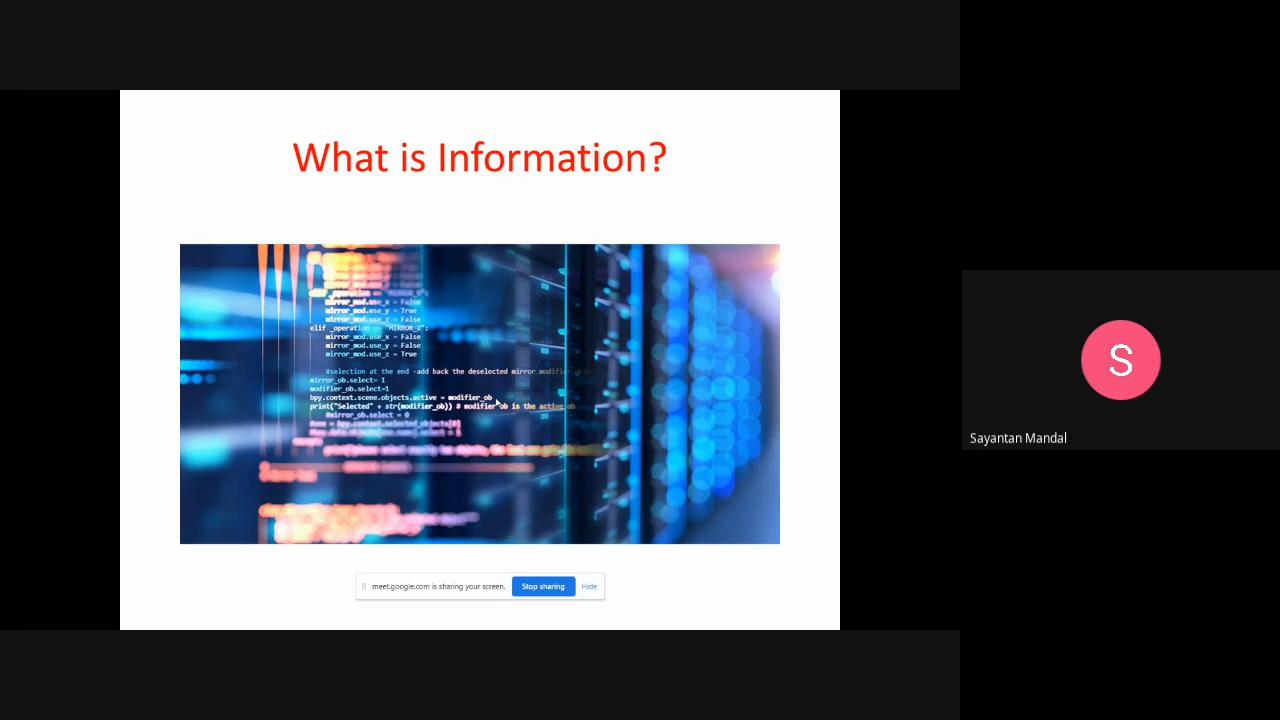 What is Information?
mirror_mod.use_x = False
mirror_mod.use_y = True
mirror_mod.use_z = False
elif _operation == "MIRROR_Z":
mirror_mod.use_x = False
mirror_mod.use_y = False
mirror_mod.use_z = True
#selection at the end -add back the deselected mirror modifier object
mirror_ob.select= 1
modifier_ob.select=1
bpy.context.scene.objects.active = modifier_ob
print("Selected" + str(modifier_ob)) # modifier ob is the active ob
#mirror_ob.select = 0
meet.google.com is sharing your screen. Stop sharing Hide
S
Sayantan Mandal